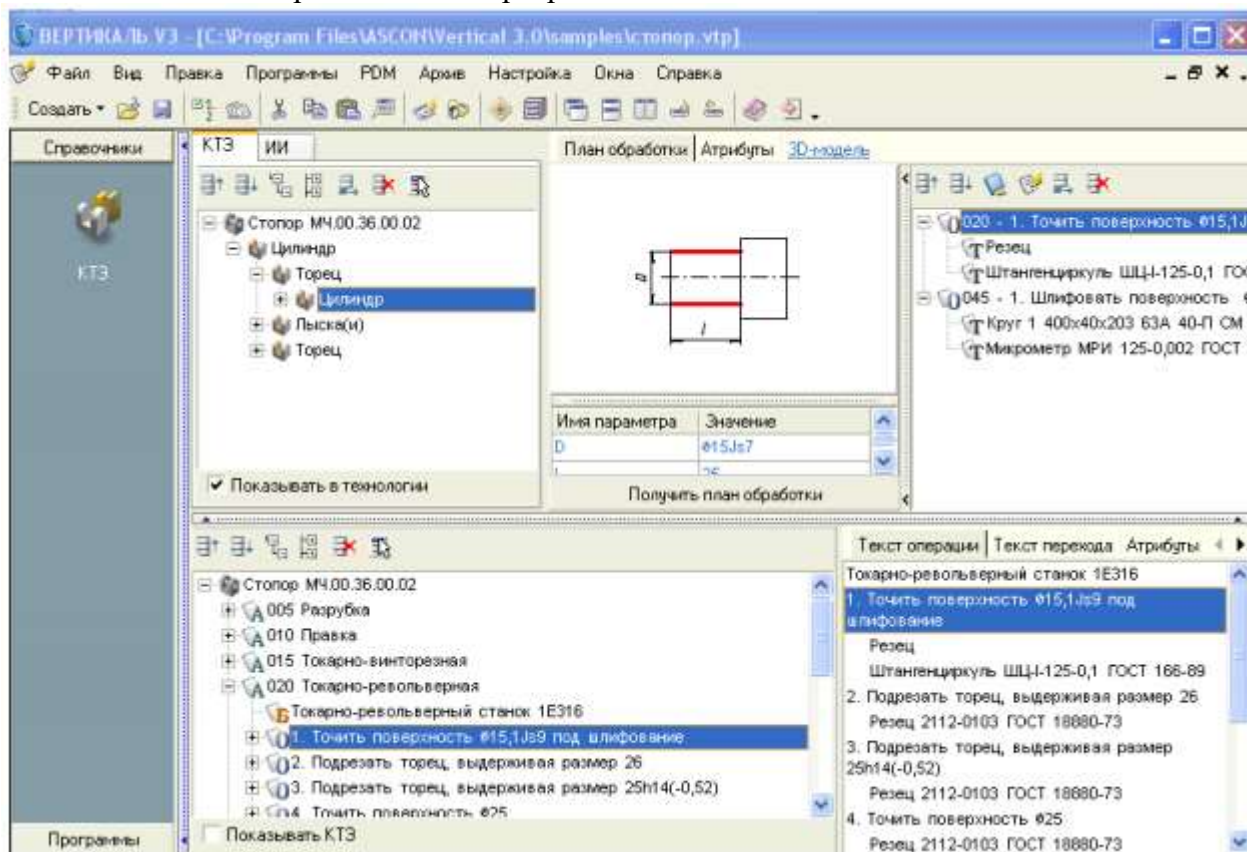 ВЕРТИКАЛЬ V3 - [C:\Program Files\ASCON\Vertical 3.0\samples\стопор.vtp]
Файл Вид Правка Программы PDM Архив Настройка Окна Справка
Создать
Справочники
КТЭ
Программы
КТЭ ИИ
Стопор МЧ.00.36.00.02
Цилиндр
Торец
Цилиндр
Лыска(и)
Торец
Показывать в технологии
План обработки Атрибуты 3D-модель
D
l
Имя параметра Значение
D ø15Js7
Получить план обработки
020 - 1. Точить поверхность ø15,1J
Резец
Штангенциркуль ШЦ-I-125-0,1 ГО
045 - 1. Шлифовать поверхность
Круг 1 400х40х203 63А 40-П СМ
Микрометр МРИ 125-0,002 ГОСТ
Стопор МЧ.00.36.00.02
005 Разрубка
010 Правка
015 Токарно-винторезная
020 Токарно-револьверная
Токарно-револьверный станок 1Е316
1. Точить поверхность ø15,1Js9 под шлифование
2. Подрезать торец, выдерживая размер 26
3. Подрезать торец, выдерживая размер 25h14(-0,52)
4. Точить поверхность ø25
Показывать КТЭ
Текст операции Текст перехода Атрибуты
Токарно-револьверный станок 1Е316
1. Точить поверхность ø15,1Js9 под
шлифование
Резец
Штангенциркуль ШЦ-I-125-0,1 ГОСТ 166-89
2. Подрезать торец, выдерживая размер 26
Резец 2112-0103 ГОСТ 18880-73
3. Подрезать торец, выдерживая размер
25h14(-0,52)
Резец 2112-0103 ГОСТ 18880-73
4. Точить поверхность ø25
Резец 2112-0103 ГОСТ 18880-73